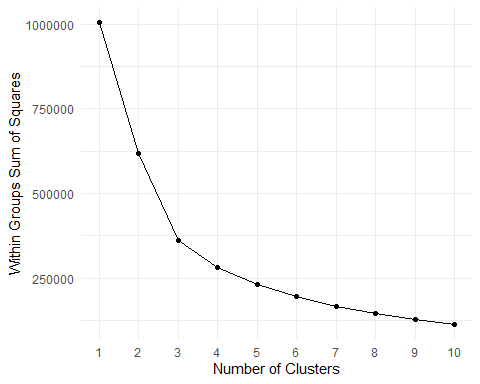 Within Groups Sum of Squares
1000000
750000
500000
250000
1 2 3 4 5 6 7 8 9 10
Number of Clusters